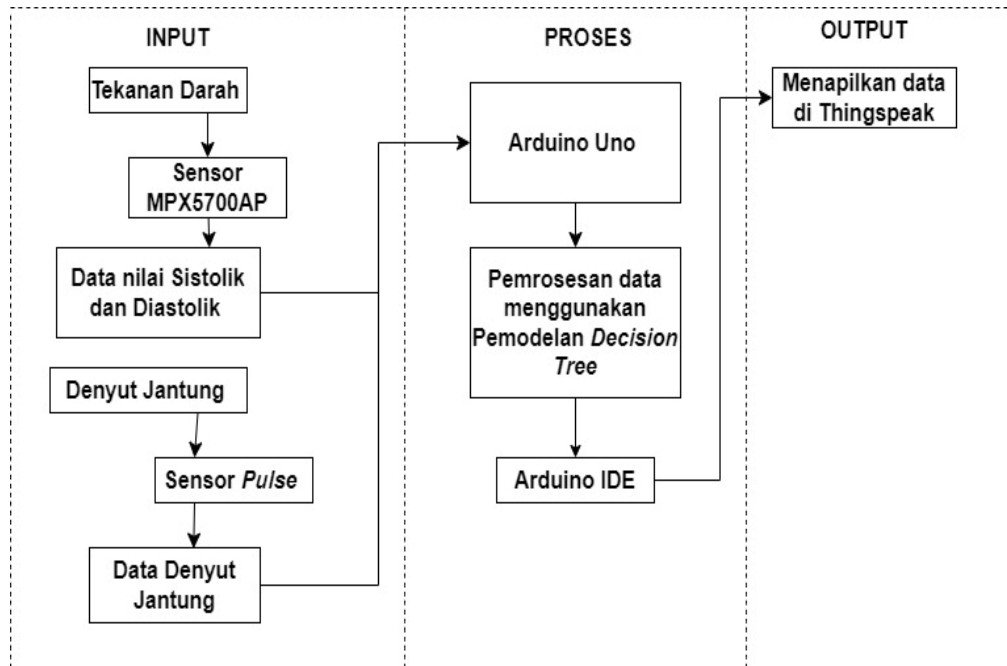 INPUT
Tekanan Darah
Sensor
MPX5700AP
Data nilai Sistolik
dan Diastolik
Denyut Jantung
Sensor Pulse
Data Denyut
Jantung
PROSES
Arduino Uno
Pemrosesan data
menggunakan
Pemodelan Decision
Tree
Arduino IDE
OUTPUT
Menapilkan data
di Thingspeak